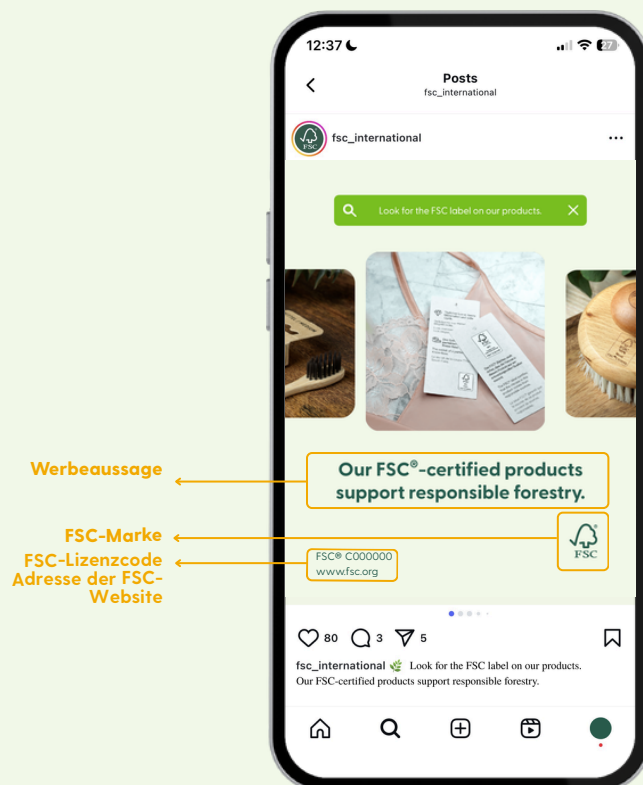 12:37
27
Posts
fsc_international
fsc_international
FSC
Look for the FSC label on our products.
Werbeaussage
Our FSC®-certified products
support responsible forestry.
FSC-Marke
FSC
FSC-Lizenzcode
Adresse der FSC-
Website
FSC® C000000
www.fsc.org
80
3
5
fsc_international 🌿 Look for the FSC label on our products.
Our FSC-certified products support responsible forestry.